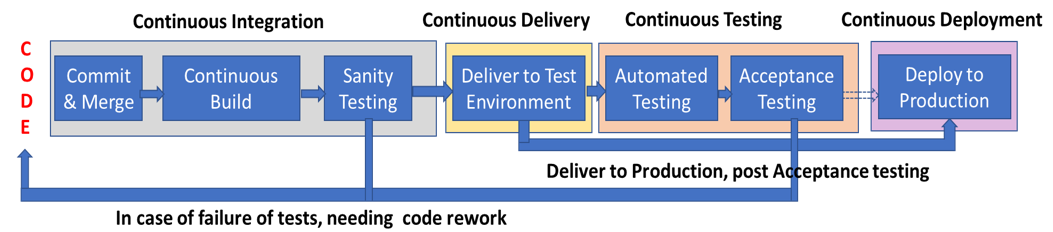 Continuous Integration
Continuous Delivery
Continuous Testing
Continuous Deployment
C
O
D
E
Commit
& Merge
Continuous
Build
Sanity
Testing
Deliver to Test
Environment
Automated
Testing
Acceptance
Testing
Deploy to
Production
Deliver to Production, post Acceptance testing
In case of failure of tests, needing code rework